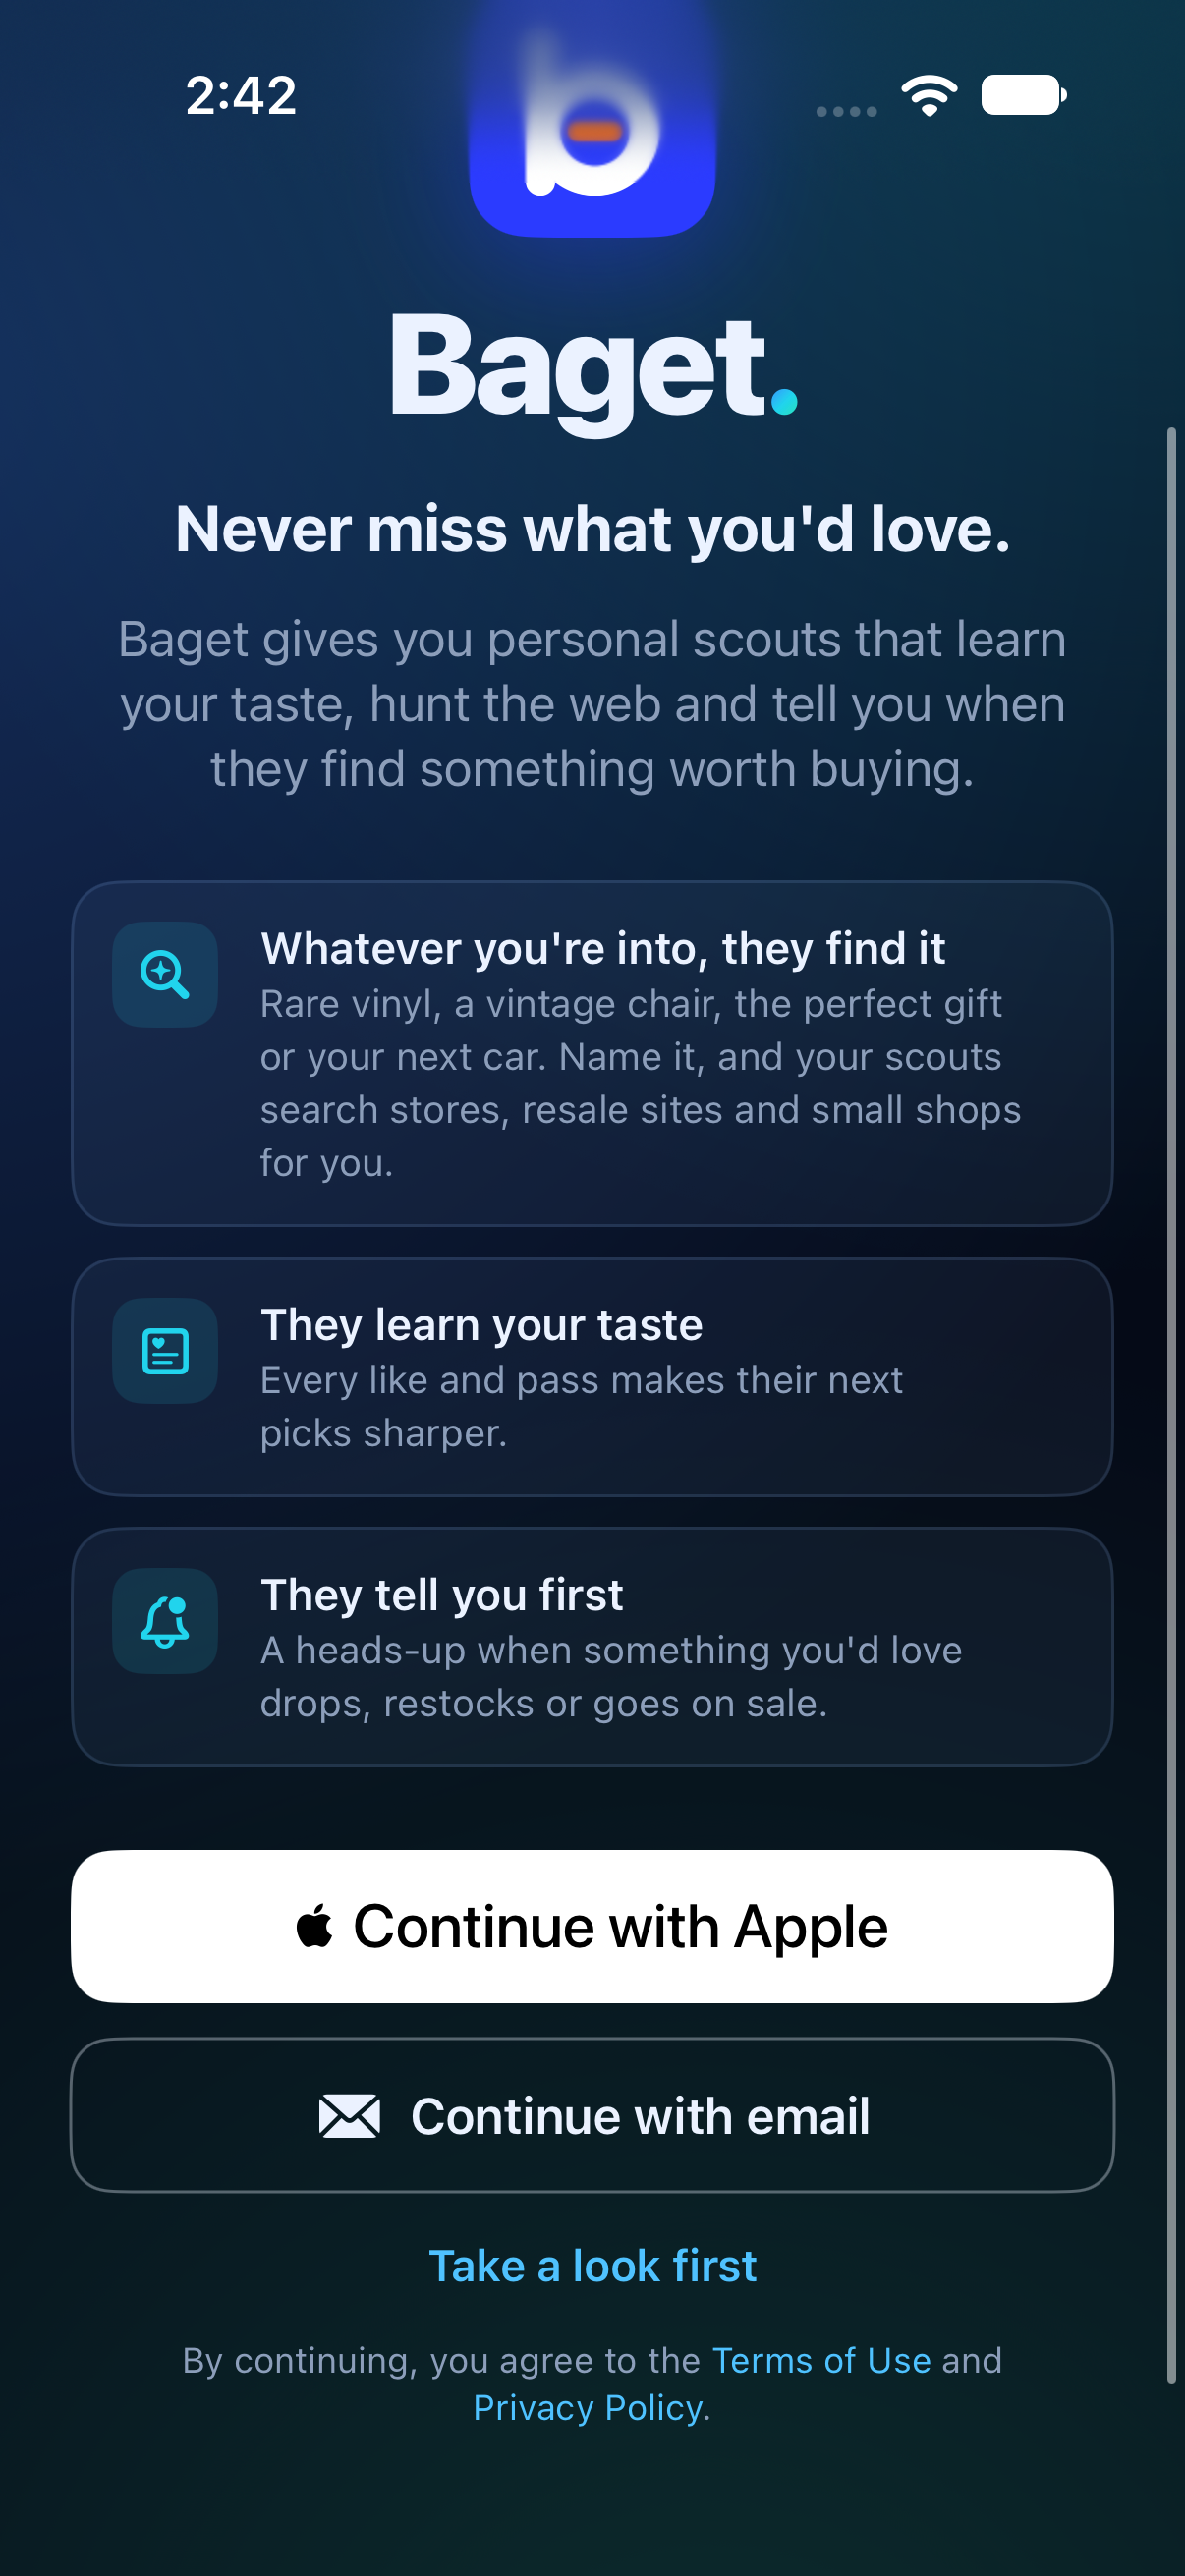 2:42
b
Baget.
Never miss what you'd love.
Baget gives you personal scouts that learn
your taste, hunt the web and tell you when
they find something worth buying.
Whatever you're into, they find it
Rare vinyl, a vintage chair, the perfect gift
or your next car. Name it, and your scouts
search stores, resale sites and small shops
for you.
They learn your taste
Every like and pass makes their next
picks sharper.
They tell you first
A heads-up when something you'd love
drops, restocks or goes on sale.
Continue with Apple
Continue with email
Take a look first
By continuing, you agree to the Terms of Use and
Privacy Policy.